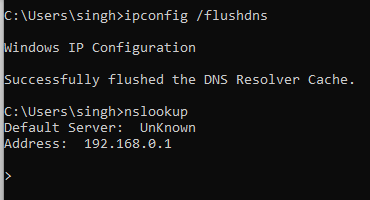 C:\Users\singh>ipconfig /flushdns
Windows IP Configuration
Successfully flushed the DNS Resolver Cache.
C:\Users\singh>nslookup
Default Server:  UnKnown
Address:  192.168.0.1
>